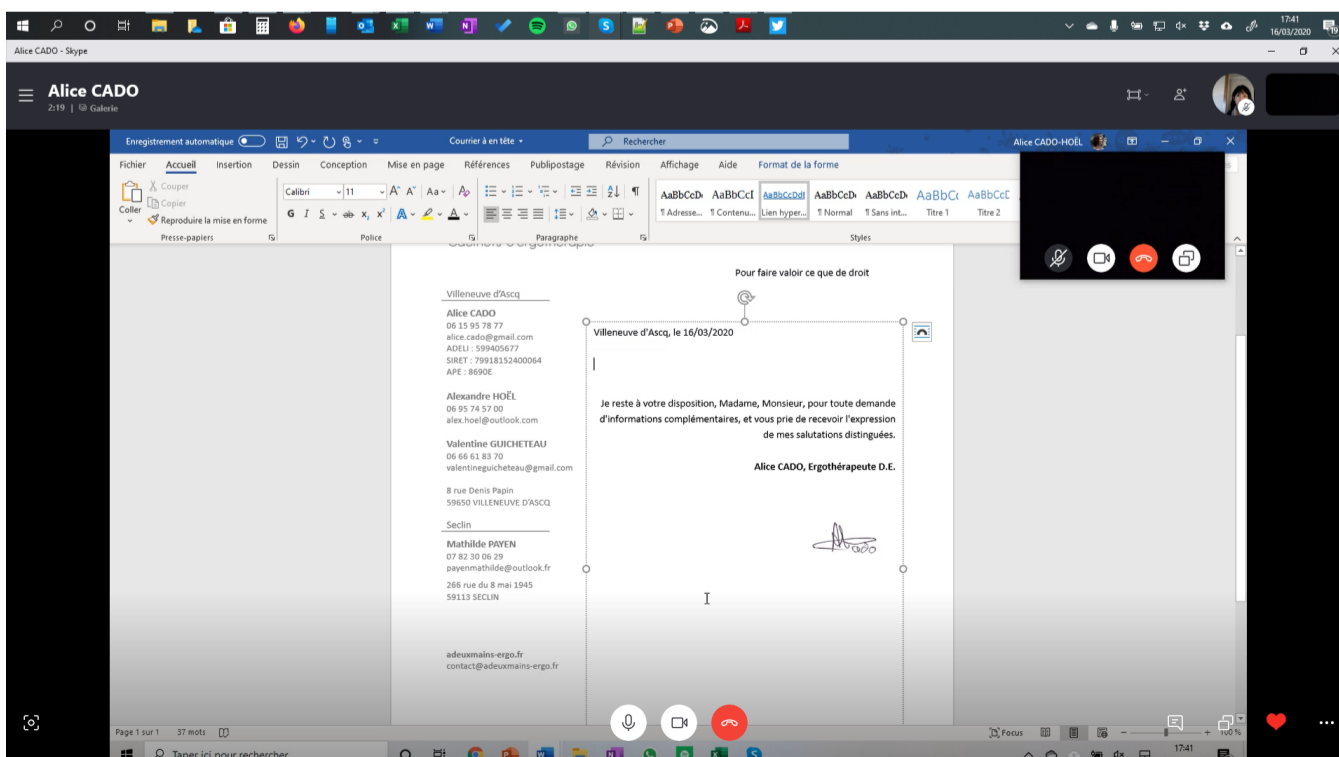 17:41
16/03/2020
19
Alice CADO - Skype
Alice CADO
2:19 | Galerie
Enregistrement automatique
Courrier à en tête
Rechercher
Alice CADO-HOËL
Fichier Accueil Insertion Dessin Conception Mise en page Références Publipostage Révision Affichage Aide Format de la forme
Coller
Couper
Copier
Reproduire la mise en forme
Presse-papiers
Calibri 11
G I S ab x, x²
Police
Paragraphe
AaBbCcDc AaBbCcI AaBbCcDdI AaBbCcDc AaBbCcDc AaBbCc AaBbCcC
Adresse... Contenu... Lien hyper... Normal Sans int... Titre 1 Titre 2
Styles
Cabinets d'ergothérapie
Pour faire valoir ce que de droit
Villeneuve d'Ascq
Alice CADO
06 15 95 78 77
alice.cado@gmail.com
ADELI : 599405677
SIRET : 79918152400064
APE : 8690E
Alexandre HOËL
06 95 74 57 00
alex.hoel@outlook.com
Valentine GUICHETEAU
06 66 61 83 70
valentineguicheteau@gmail.com
8 rue Denis Papin
59650 VILLENEUVE D'ASCQ
Seclin
Mathilde PAYEN
07 82 30 06 29
payenmathilde@outlook.fr
266 rue du 8 mai 1945
59113 SECLIN
adeuxmains-ergo.fr
contact@adeuxmains-ergo.fr
Villeneuve d'Ascq, le 16/03/2020
Je reste à votre disposition, Madame, Monsieur, pour toute demande
d'informations complémentaires, et vous prie de recevoir l'expression
de mes salutations distinguées.
Alice CADO, Ergothérapeute D.E.
Cado
Page 1 sur 1 37 mots
Focus
100 %
Taper ici pour rechercher
17:41